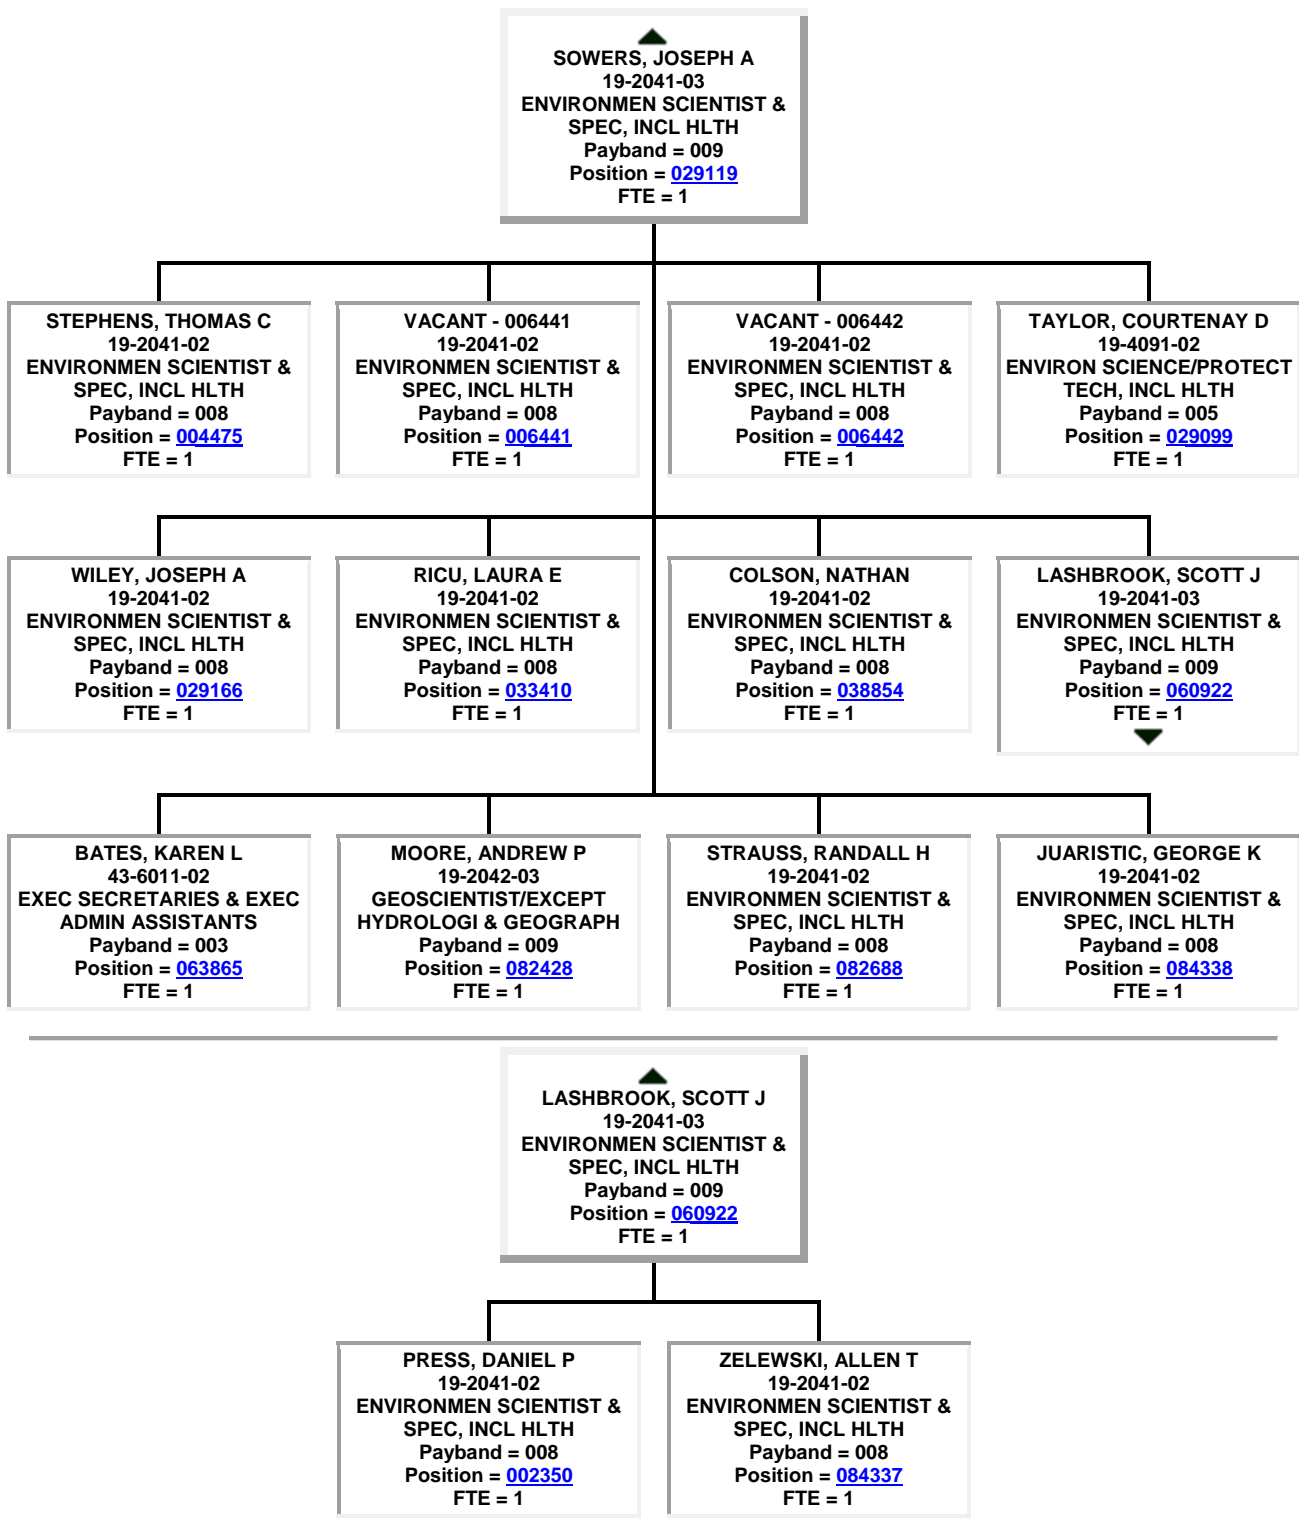 SOWERS, JOSEPH A
19-2041-03
ENVIRONMEN SCIENTIST &
SPEC, INCL HLTH
Payband = 009
Position = 029119
FTE = 1
STEPHENS, THOMAS C
19-2041-02
ENVIRONMEN SCIENTIST &
SPEC, INCL HLTH
Payband = 008
Position = 004475
FTE = 1
VACANT - 006441
19-2041-02
ENVIRONMEN SCIENTIST &
SPEC, INCL HLTH
Payband = 008
Position = 006441
FTE = 1
VACANT - 006442
19-2041-02
ENVIRONMEN SCIENTIST &
SPEC, INCL HLTH
Payband = 008
Position = 006442
FTE = 1
TAYLOR, COURTENAY D
19-4091-02
ENVIRON SCIENCE/PROTECT
TECH, INCL HLTH
Payband = 005
Position = 029099
FTE = 1
WILEY, JOSEPH A
19-2041-02
ENVIRONMEN SCIENTIST &
SPEC, INCL HLTH
Payband = 008
Position = 029166
FTE = 1
RICU, LAURA E
19-2041-02
ENVIRONMEN SCIENTIST &
SPEC, INCL HLTH
Payband = 008
Position = 033410
FTE = 1
COLSON, NATHAN
19-2041-02
ENVIRONMEN SCIENTIST &
SPEC, INCL HLTH
Payband = 008
Position = 038854
FTE = 1
LASHBROOK, SCOTT J
19-2041-03
ENVIRONMEN SCIENTIST &
SPEC, INCL HLTH
Payband = 009
Position = 060922
FTE = 1
BATES, KAREN L
43-6011-02
EXEC SECRETARIES & EXEC
ADMIN ASSISTANTS
Payband = 003
Position = 063865
FTE = 1
MOORE, ANDREW P
19-2042-03
GEOSCIENTIST/EXCEPT
HYDROLOGI & GEOGRAPH
Payband = 009
Position = 082428
FTE = 1
STRAUSS, RANDALL H
19-2041-02
ENVIRONMEN SCIENTIST &
SPEC, INCL HLTH
Payband = 008
Position = 082688
FTE = 1
JUARISTIC, GEORGE K
19-2041-02
ENVIRONMEN SCIENTIST &
SPEC, INCL HLTH
Payband = 008
Position = 084338
FTE = 1
LASHBROOK, SCOTT J
19-2041-03
ENVIRONMEN SCIENTIST &
SPEC, INCL HLTH
Payband = 009
Position = 060922
FTE = 1
PRESS, DANIEL P
19-2041-02
ENVIRONMEN SCIENTIST &
SPEC, INCL HLTH
Payband = 008
Position = 002350
FTE = 1
ZELEWSKI, ALLEN T
19-2041-02
ENVIRONMEN SCIENTIST &
SPEC, INCL HLTH
Payband = 008
Position = 084337
FTE = 1